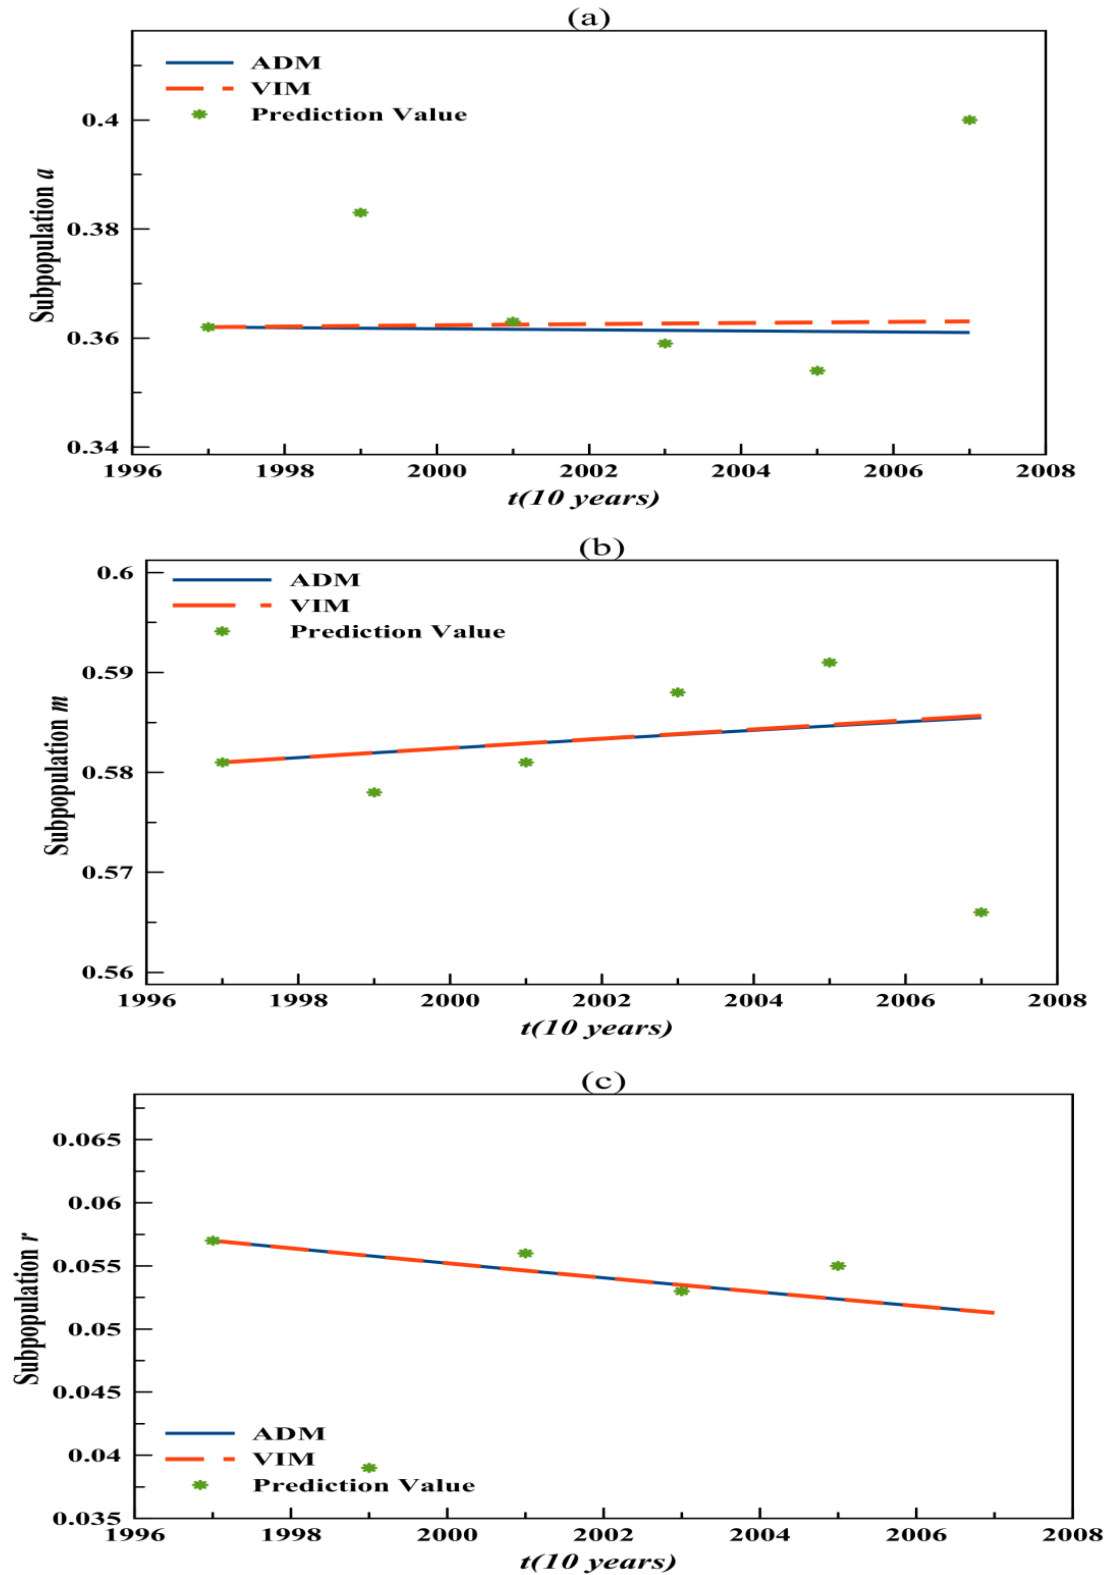 (a)
ADM
VIM
Prediction Value
Subpopulation a
0.4
0.38
0.36
0.34
1996 1998 2000 2002 2004 2006 2008
t(10 years)
(b)
ADM
VIM
Prediction Value
Subpopulation m
0.6
0.59
0.58
0.57
0.56
1996 1998 2000 2002 2004 2006 2008
t(10 years)
(c)
Subpopulation r
0.065
0.06
0.055
0.05
0.045
0.04
0.035
ADM
VIM
Prediction Value
1996 1998 2000 2002 2004 2006 2008
t(10 years)